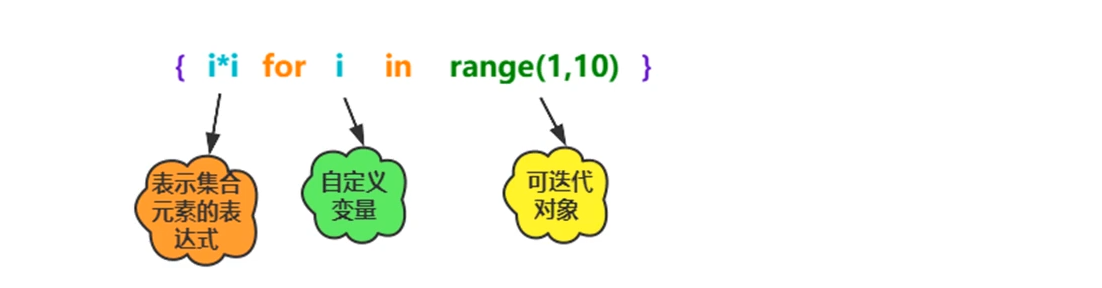 { i*i for i in range(1,10) }
表示集合
元素的表
达式
自定义
变量
可迭代
对象